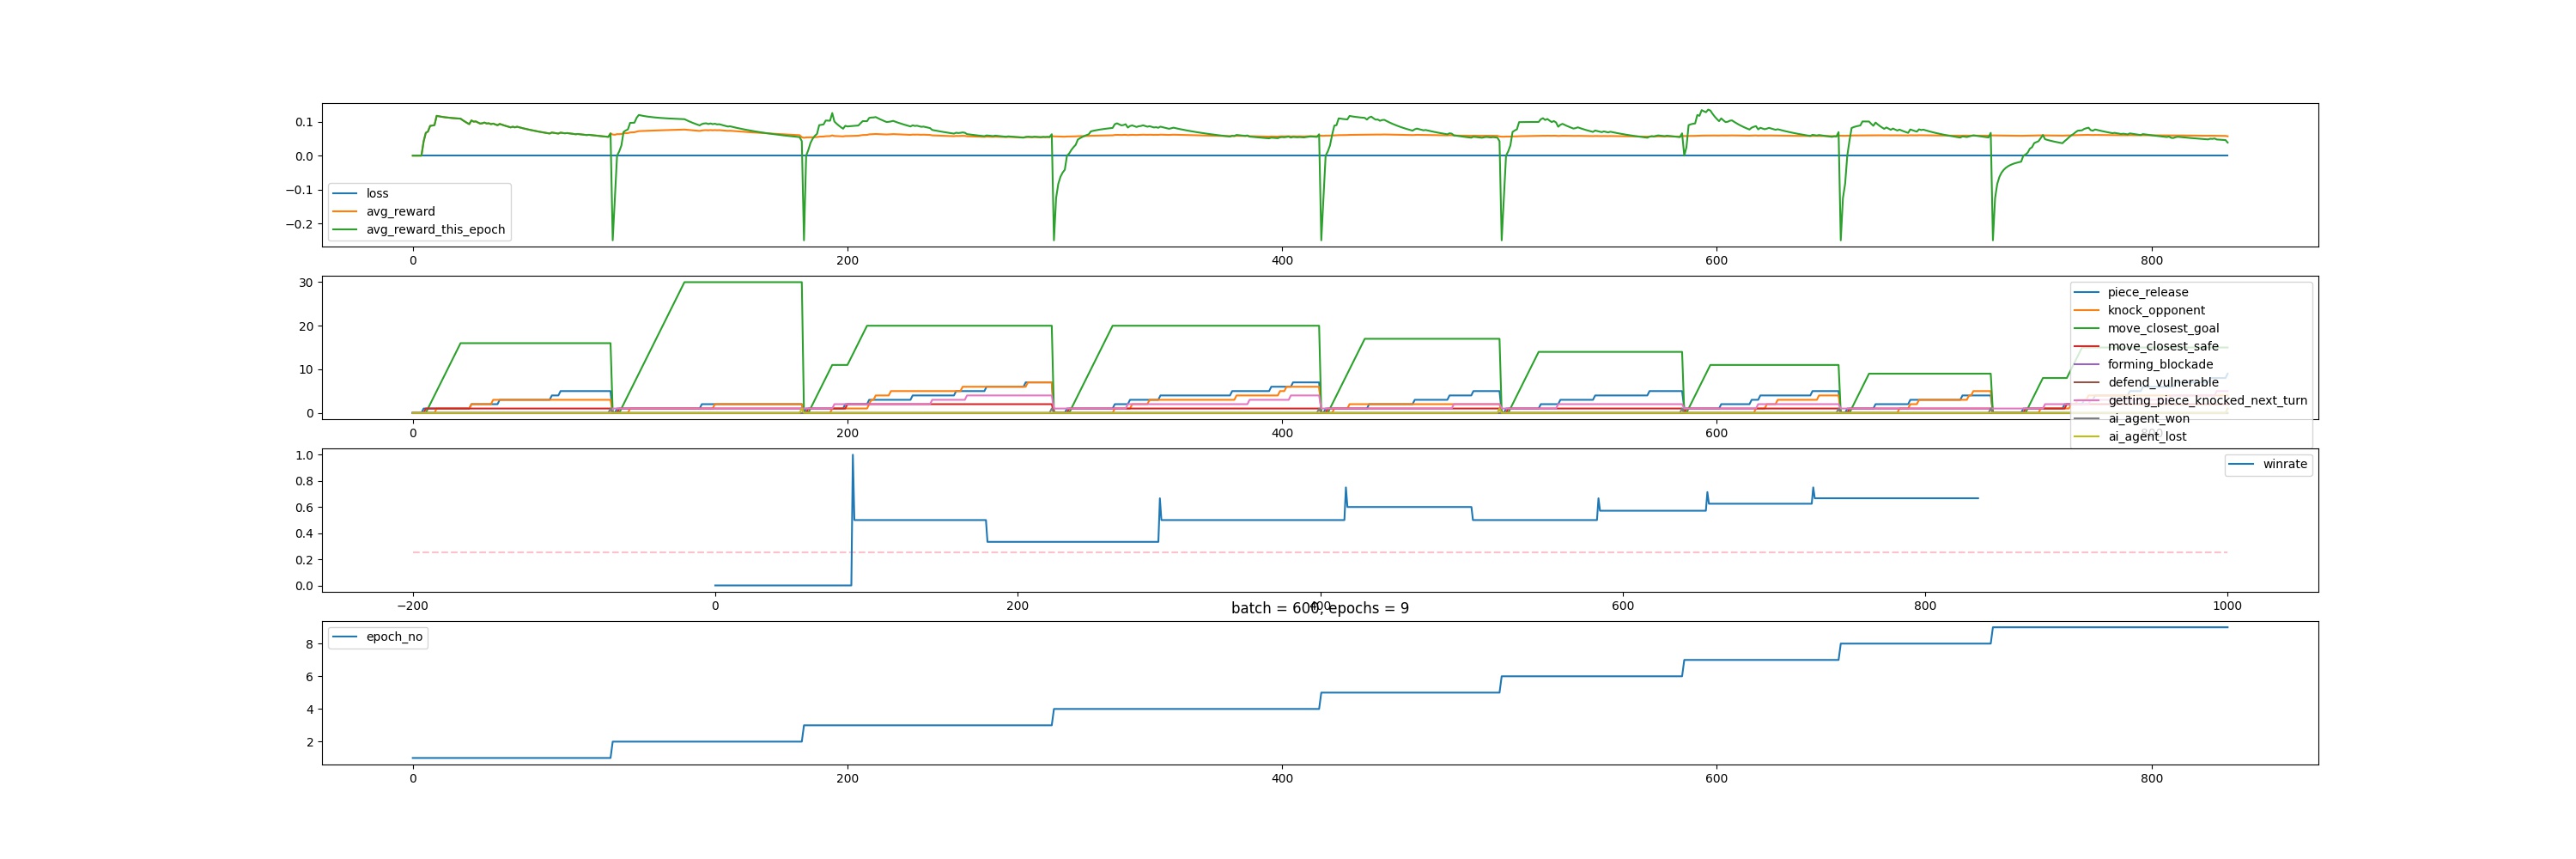 0.1
0.0
−0.1
−0.2
loss
avg_reward
avg_reward_this_epoch
0 200 400 600 800
30
20
10
0
piece_release
knock_opponent
move_closest_goal
move_closest_safe
forming_blockade
defend_vulnerable
getting_piece_knocked_next_turn
ai_agent_won
ai_agent_lost
0 200 400 600 800
1.0
0.8
0.6
0.4
0.2
0.0
winrate
−200 0 200 400 600 800 1000
batch = 600, epochs = 9
8
6
4
2
epoch_no
0 200 400 600 800